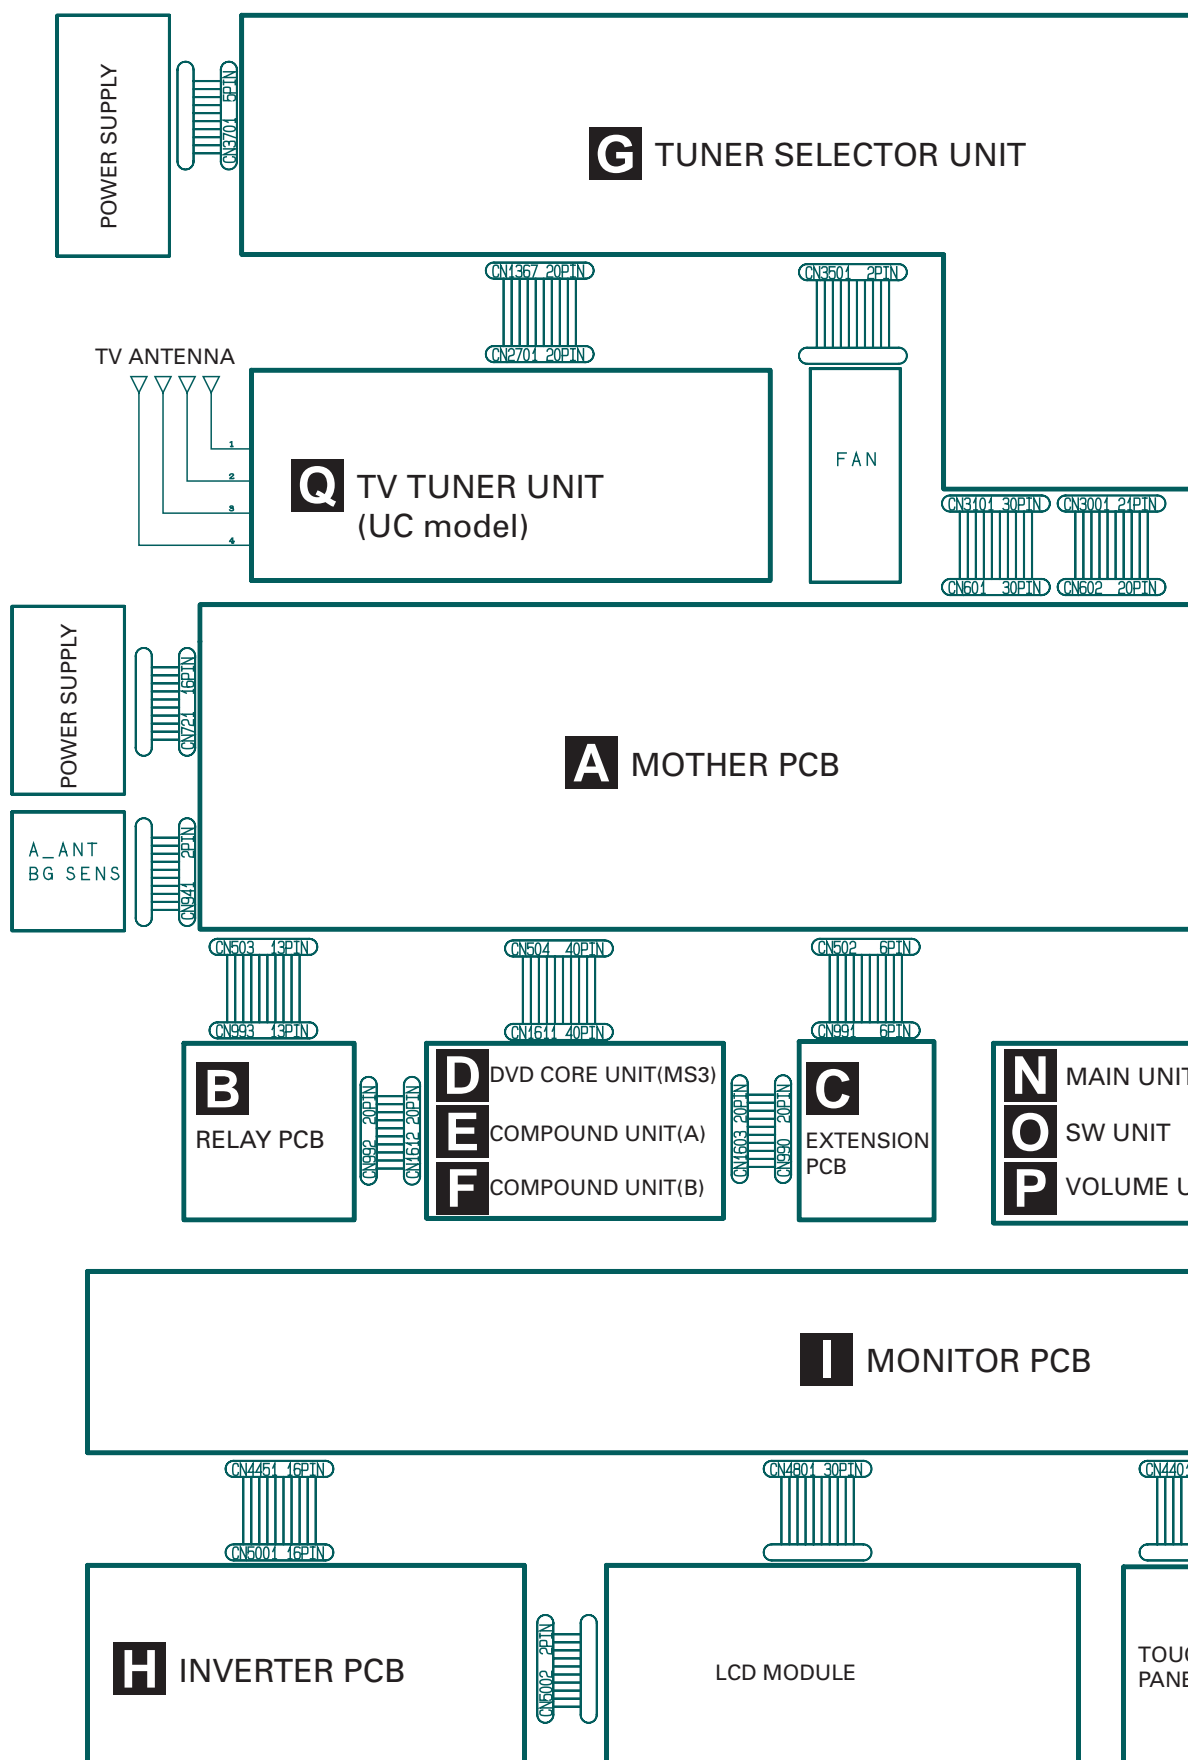 POWER SUPPLY
CN3701 5PIN
G TUNER SELECTOR UNIT
CN1367 20PIN
CN3501 2PIN
CN2701 20PIN
TV ANTENNA
1
2
3
4
Q TV TUNER UNIT
(UC model)
FAN
CN3101 30PIN
CN3001 21PIN
CN601 30PIN
CN602 20PIN
POWER SUPPLY
CN721 16PIN
A MOTHER PCB
A_ANT
BG SENS
CN941 2PIN
CN503 13PIN
CN504 40PIN
CN502 6PIN
CN993 13PIN
CN1611 40PIN
CN991 6PIN
B
RELAY PCB
CN992 20PIN
CN1612 20PIN
D DVD CORE UNIT(MS3)
E COMPOUND UNIT(A)
F COMPOUND UNIT(B)
CN1603 20PIN
CN990 20PIN
C
EXTENSION
PCB
N MAIN UNIT
O SW UNIT
P VOLUME U
I MONITOR PCB
CN4451 16PIN
CN4801 30PIN
CN4401
CN5001 16PIN
H INVERTER PCB
CN5002 2PIN
LCD MODULE
TOUC
PANE